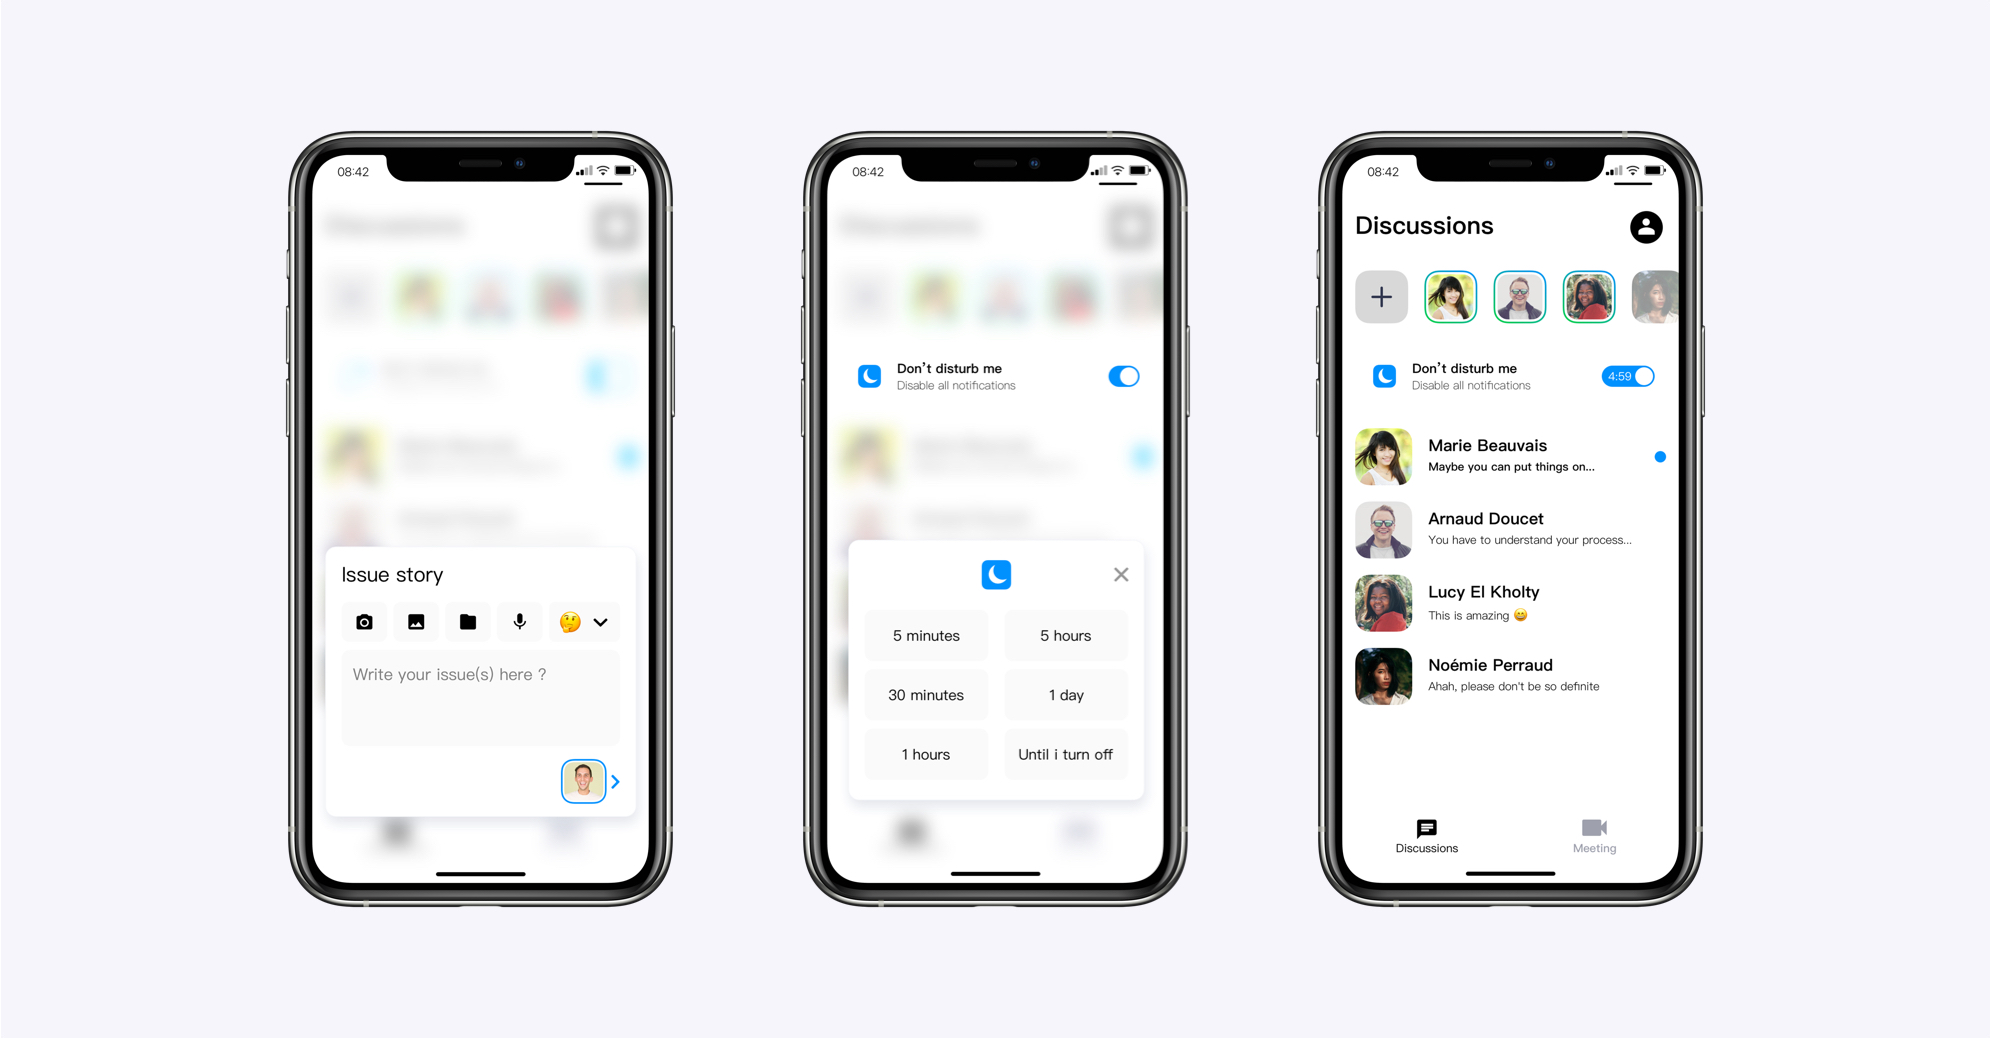 08:42
Issue story
Write your issue(s) here ?
08:42
Don't disturb me
Disable all notifications
5 minutes
5 hours
30 minutes
1 day
1 hours
Until i turn off
08:42
Discussions
Don't disturb me
Disable all notifications
4:59
Marie Beauvais
Maybe you can put things on...
Arnaud Doucet
You have to understand your process...
Lucy El Kholty
This is amazing 😄
Noémie Perraud
Ahah, please don't be so definite
Discussions
Meeting